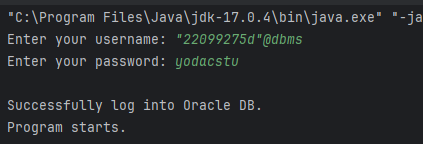 "C:\Program Files\Java\jdk-17.0.4\bin\java.exe" "-ja
Enter your username: "22099275d"@dbms
Enter your password: yodacstu
Successfully log into Oracle DB.
Program starts.